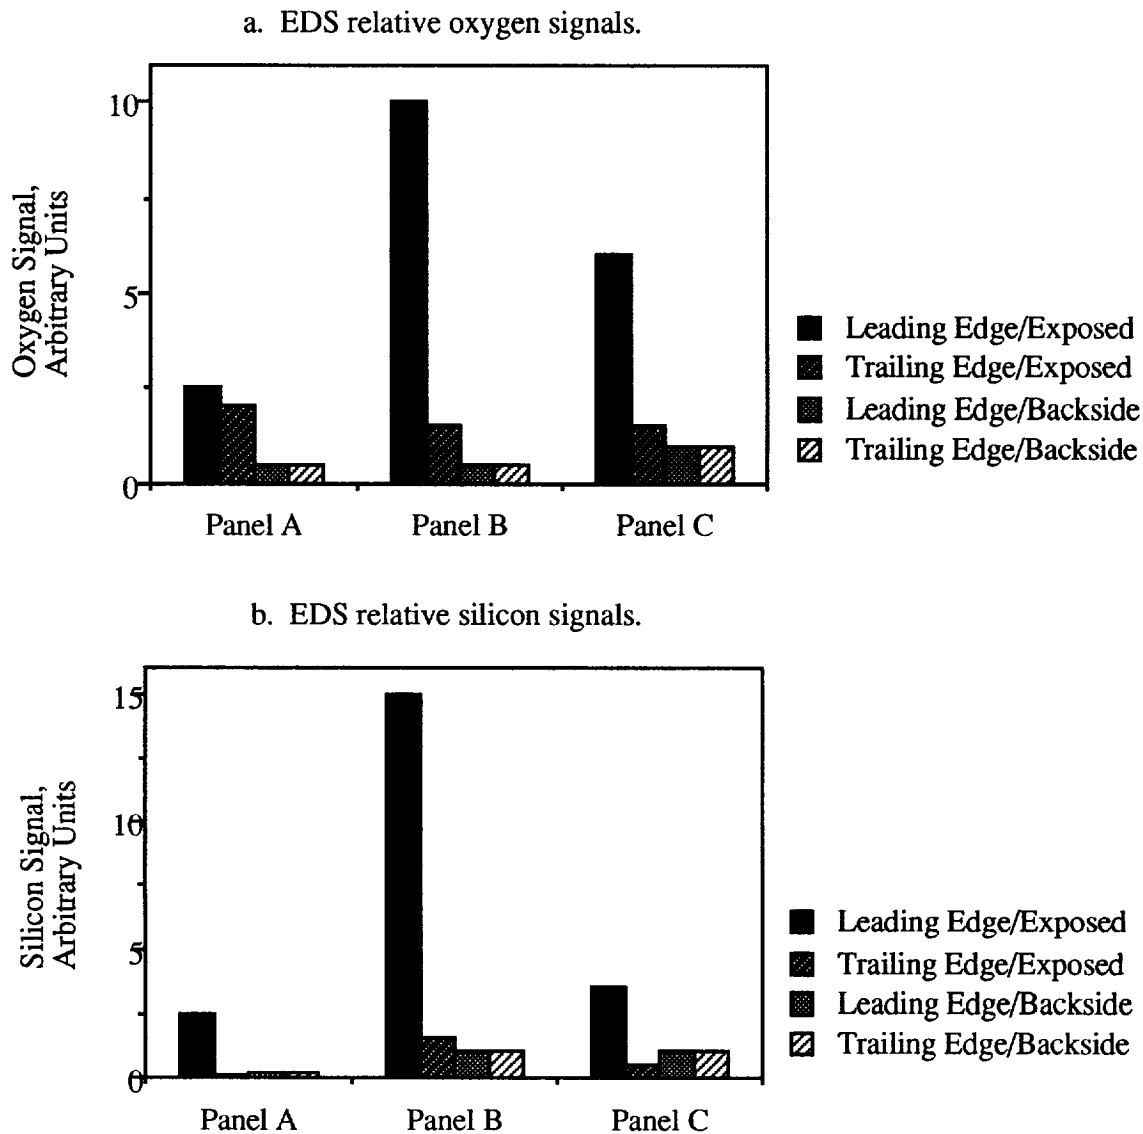 a. EDS relative oxygen signals.
Oxygen Signal,
Arbitrary Units
10
5
0
Panel A
Panel B
Panel C
Leading Edge/Exposed
Trailing Edge/Exposed
Leading Edge/Backside
Trailing Edge/Backside
b. EDS relative silicon signals.
Silicon Signal,
Arbitrary Units
15
10
5
0
Panel A
Panel B
Panel C
Leading Edge/Exposed
Trailing Edge/Exposed
Leading Edge/Backside
Trailing Edge/Backside